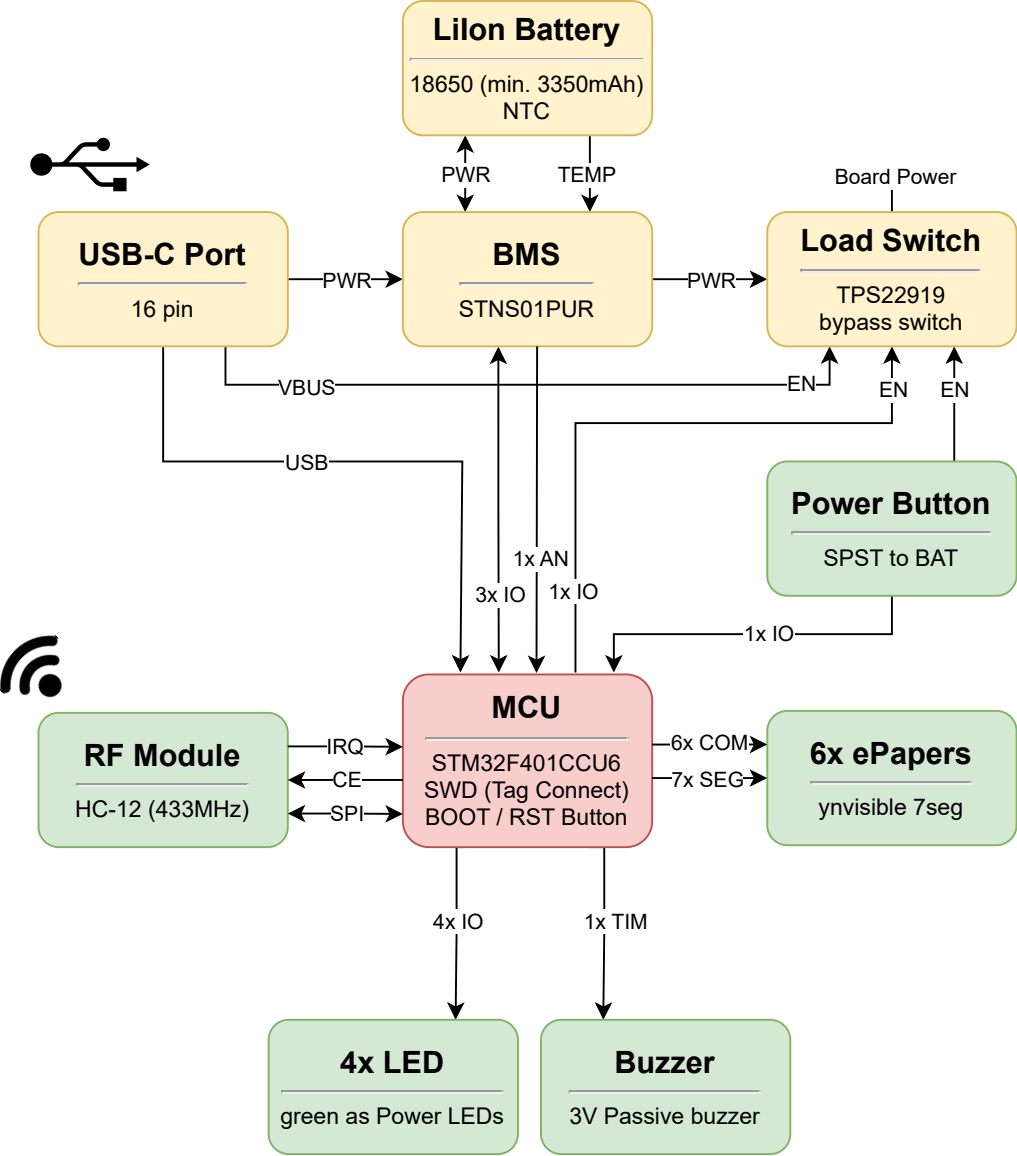 LiIon Battery
18650 (min. 3350mAh)
NTC
PWR
TEMP
Board Power
USB-C Port
16 pin
PWR
BMS
STNS01PUR
PWR
Load Switch
TPS22919
bypass switch
VBUS
EN
EN
EN
USB
Power Button
SPST to BAT
1x AN
3x IO
1x IO
1x IO
RF Module
HC-12 (433MHz)
IRQ
CE
SPI
MCU
STM32F401CCU6
SWD (Tag Connect)
BOOT / RST Button
6x COM
7x SEG
6x ePapers
ynvisible 7seg
4x IO
1x TIM
4x LED
green as Power LEDs
Buzzer
3V Passive buzzer